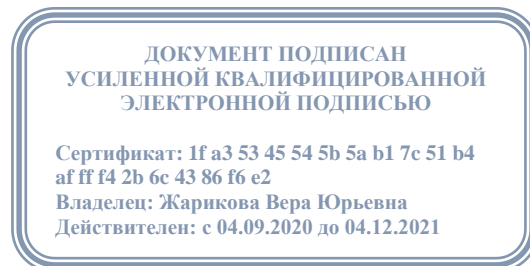 ДОКУМЕНТ ПОДПИСАН
УСИЛЕННОЙ КВАЛИФИЦИРОВАННОЙ
ЭЛЕКТРОННОЙ ПОДПИСЬЮ
Сертификат: 1f a3 53 45 54 5b 5a b1 7c 51 b4
af ff f4 2b 6c 43 86 f6 e2
Владелец: Жарикова Вера Юрьевна
Действителен: с 04.09.2020 до 04.12.2021